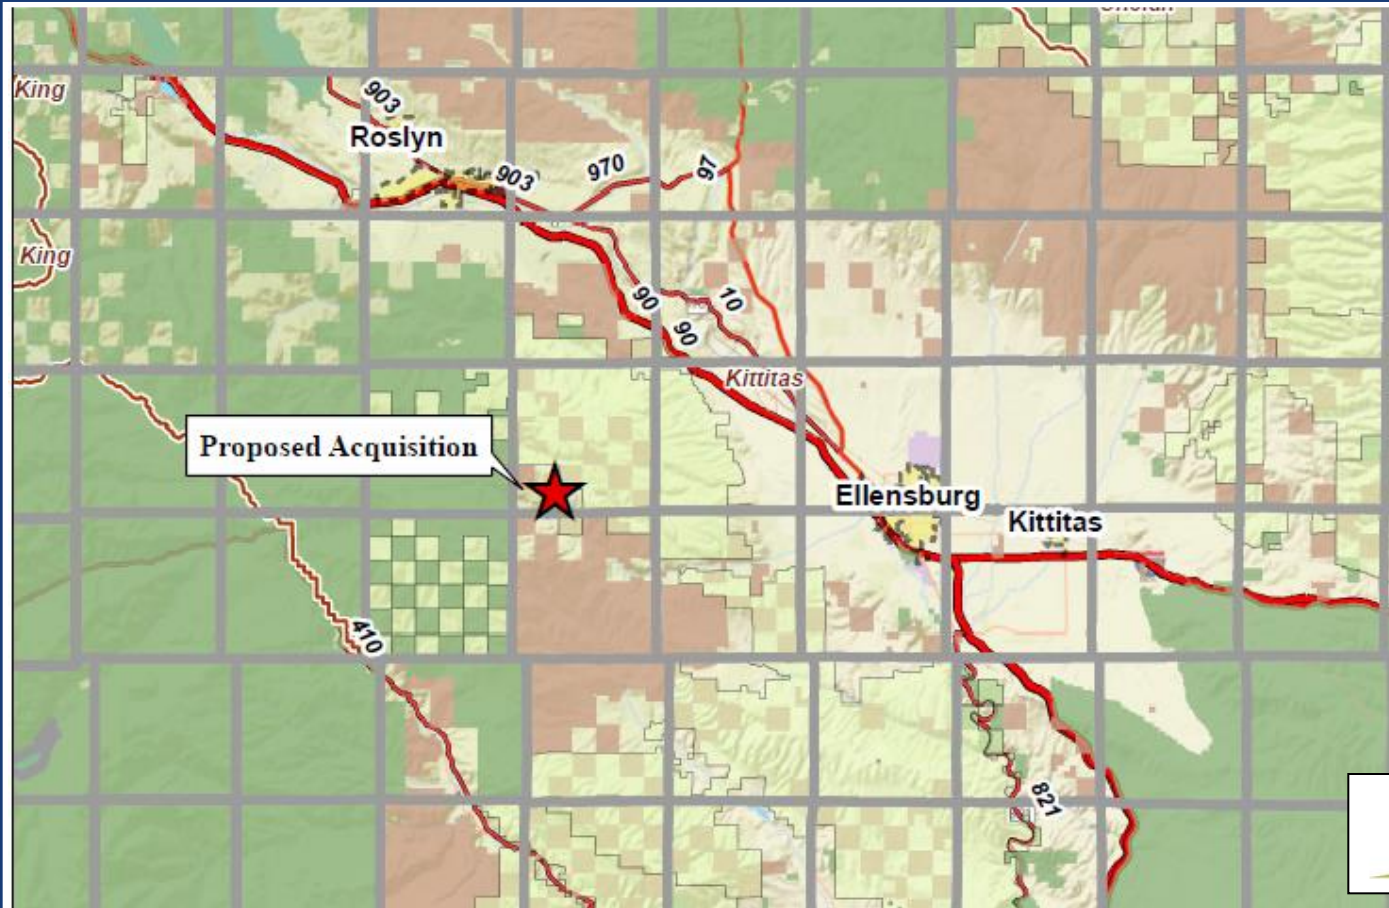 King
903
Roslyn
903
970
97
King
90
10
90
Kittitas
Proposed Acquisition
Ellensburg
Kittitas
410
821